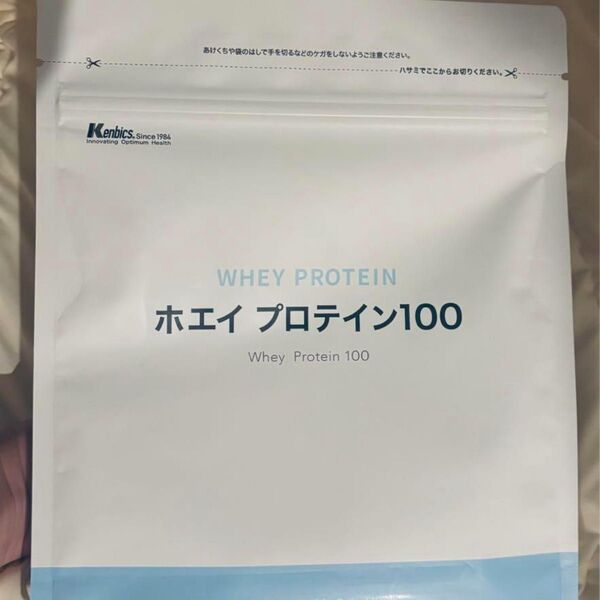 あけくちや袋のはしで手を切るなどのケガをしないようご注意ください。
ハサミでここからお切りください。
Kenbics. Since 1984
Innovating Optimum Health
WHEY PROTEIN
ホエイ プロテイン100
Whey Protein 100